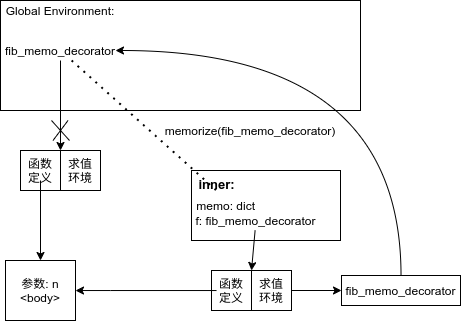 Global Environment:
fib_memo_decorator
memorize(fib_memo_decorator)
函数
定义
求值
环境
inner:
memo: dict
f: fib_memo_decorator
参数: n
<body>
函数
定义
求值
环境
fib_memo_decorator